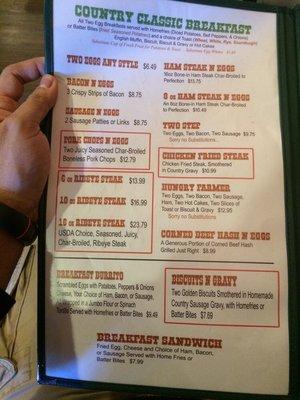 COUNTRY CLASSIC BREAKFAST
All Two Egg Breakfasts served with Homefries (Diced Potatoes, Bell Peppers, & Onions)
or Batter Bites (fried Seasoned potatoes) and a choice of Toast (Wheat, White, Rye, Sourdough)
English Muffin, Biscuit, Biscuit & Gravy or Hot Cakes
TWO EGGS ANY STYLE $6.49
BACON N EGGS
3 Crispy Strips of Bacon $8.75
SAUSAGE N EGGS
2 Sausage Patties or Links $8.75
PORK CHOPS N EGGS
Two Juicy Seasoned Char-Broiled
Boneless Pork Chops $12.79
6 oz RIBEYE STEAK $13.99
10 oz RIBEYE STEAK $16.99
16 oz RIBEYE STEAK $23.79
USDA Choice, Seasoned, Juicy,
Char-Broiled, Ribeye Steak
BREAKFAST BURRITO
Scrambled Eggs with Potatoes, Peppers & Onions
Cheese, Your Choice of Ham, Bacon, or Sausage,
All Wrapped in a Jumbo Flour or Spinach
Tortilla Served with Homefries or Batter Bites $9.49
HAM STEAK N EGGS
16oz Bone-in Ham Steak Char-Broiled
to Perfection $13.75
8 oz HAM STEAK N EGGS
An 8oz Bone-in Ham Steak Char-Broiled
to Perfection $10.49
TWO STEP
Two Eggs, Two Bacon, Two Sausage $9.75
Sorry no Substitutions...
CHICKEN FRIED STEAK
Chicken Fried Steak, Smothered
in Country Gravy $10.99
HUNGRY FARMER
Two Eggs, Two Bacon, Two Sausage,
Ham, Two Hot Cakes, Two Slices of
Toast or Biscuit & Gravy $12.95
Sorry no Substitutions...
CORNED BEEF HASH N EGGS
A Generous Portion of Corned Beef Hash
Grilled Just Right $8.99
BISCUITS N GRAVY
Two Golden Biscuits Smothered in Homemade
Country Sausage Gravy, with Homefries or
Batter Bites $7.69
BREAKFAST SANDWICH
Fried Egg, Cheese and Choice of Ham, Bacon,
or Sausage Served with Home Fries or
Batter Bites $7.99